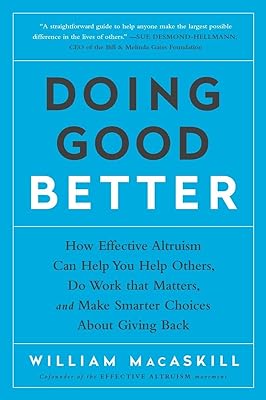 "A straightforward guide to help anyone make the largest possible
difference in the lives of others."—SUE DESMOND-HELLMANN,
CEO of the Bill & Melinda Gates Foundation
DOING
GOOD
BETTER
How Effective Altruism
Can Help You Help Others,
Do Work that Matters,
and Make Smarter Choices
About Giving Back
WILLIAM MACASKILL
Cofounder of the EFFECTIVE ALTRUISM movement